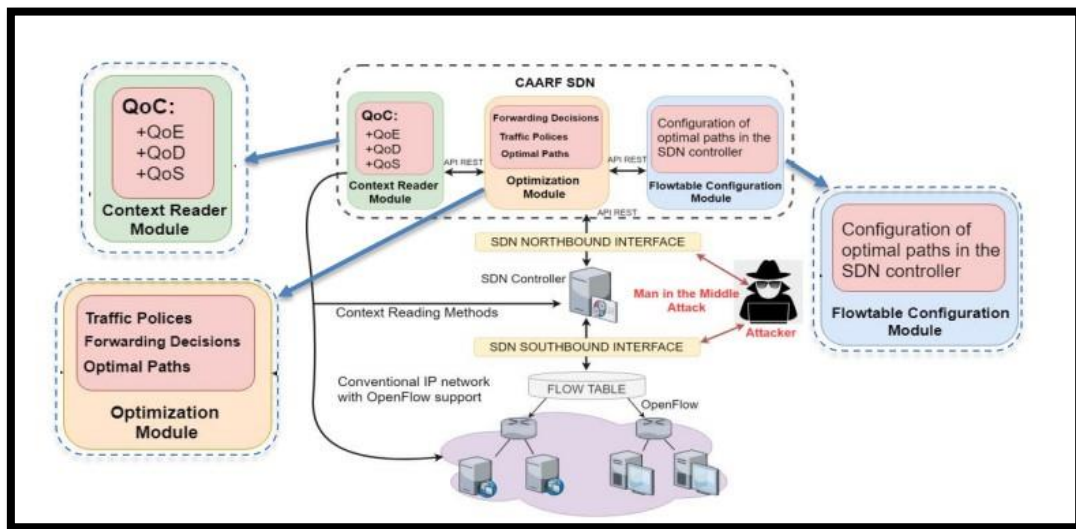 QoC:
+QoE
+QoD
+QoS
Context Reader
Module
CAARF SDN
QoC:
+QoE
+QoD
+QoS
Context Reader
Module
API REST
Forwarding Decisions
Traffic Polices
Optimal Paths
Optimization
Module
API REST
Configuration of
optimal paths in the
SDN controller
Flowtable Configuration
Module
API REST
SDN NORTHBOUND INTERFACE
SDN Controller
Man in the Middle
Attack
Attacker
Context Reading Methods
SDN SOUTHBOUND INTERFACE
Conventional IP network
with OpenFlow support
FLOW TABLE
OpenFlow
Configuration of
optimal paths in the
SDN controller
Flowtable Configuration
Module
Traffic Polices
Forwarding Decisions
Optimal Paths
Optimization
Module